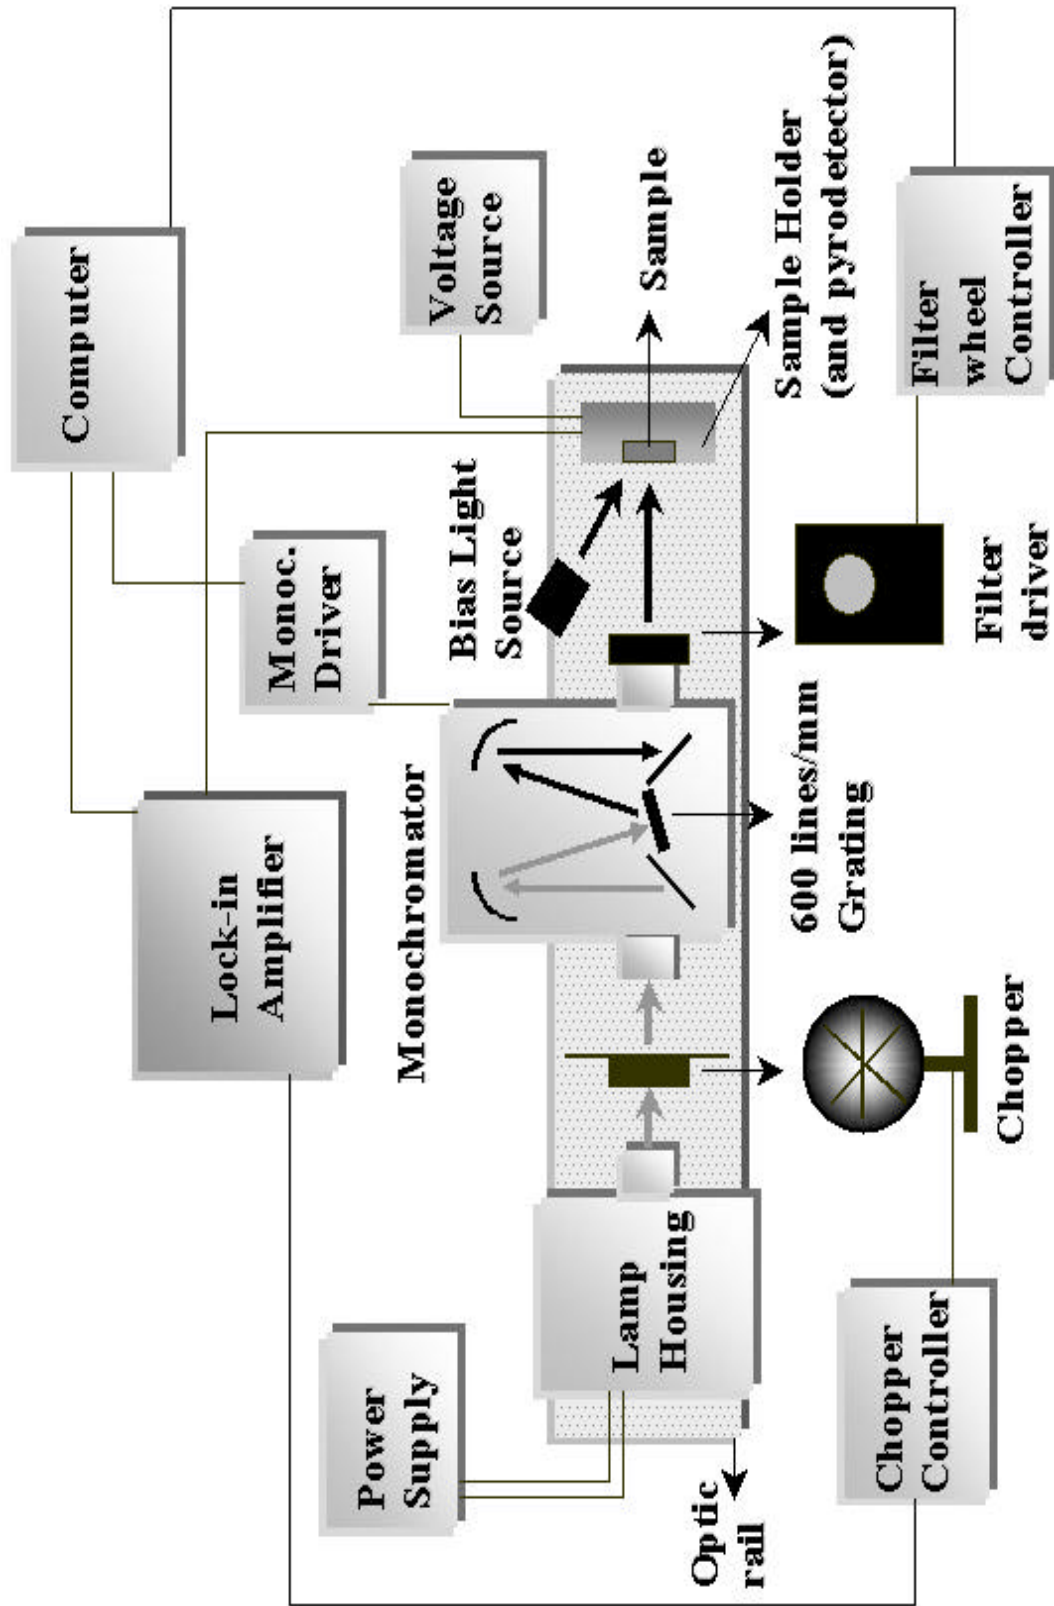 Computer
Voltage
Source
Lock-in
Amplifier
Monoc.
Driver
Power
Supply
Monochromator
Bias Light
Source
Sample
Lamp
Housing
Optic
rail
600 lines/mm
Grating
Sample Holder
(and pyrodetector)
Chopper
Controller
Chopper
Filter
driver
Filter
wheel
Controller